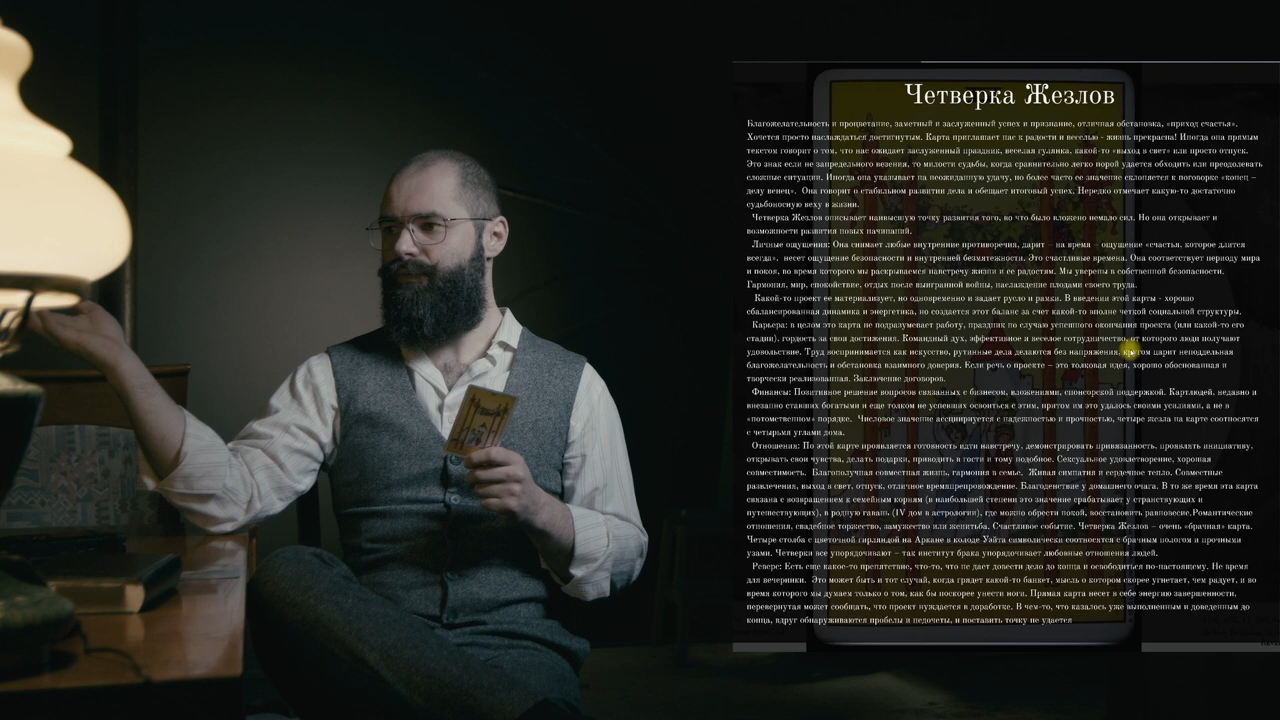 Четверка Жезлов
Благожелательность и процветание, заметный и заслуженный успех и признание, отличная обстановка, «приход счастья».
Хочется просто наслаждаться достигнутым. Карта приглашает нас к радости и веселью - жизнь прекрасна! Иногда она прямым
текстом говорит о том, что нас ожидает заслуженный праздник, веселая гулянка, какой-то «выход в свет» или просто отпуск.
Это знак если не запредельного везения, то милости судьбы, когда сравнительно легко порой удается обходить или преодолевать
сложные ситуации. Иногда она указывает на неожиданную удачу, но более часто ее значение склоняется к поговорке «конец –
делу венец». Она говорит о стабильном развитии дела и обещает итоговый успех. Нередко отмечает какую-то достаточно
судьбоносную веху в жизни.
Четверка Жезлов описывает наивысшую точку развития того, во что было вложено немало сил. Но она открывает и
возможности развития новых начинаний.
Личные ощущения: Она снимает любые внутренние противоречия, дарит – на время – ощущение «счастья, которое длится
всегда». несет ощущение безопасности и внутренней безмятежности. Это счастливые времена. Она соответствует периоду мира
и покоя, во время которого мы раскрываемся навстречу жизни и ее радостям. Мы уверены в собственной безопасности.
Гармония, мир, спокойствие, отдых после выигранной войны, наслаждение плодами своего труда.
Какой-то проект ее материализует, но одновременно и задает русло и рамки. В введении этой карты - хорошо
сбалансированная динамика и энергетика, но создается этот баланс за счет какой-то вполне четкой социальной структуры.
Карьера: в целом это карта не подразумевает работу, праздник по случаю успешного окончания проекта (или какой-то его
стадии), гордость за свои достижения. Командный дух, эффективное и веселое сотрудничество, от которого люди получают
удовольствие. Труд воспринимается как искусство, рутинные дела делаются без напряжения, кругом царит неподдельная
благожелательность и обстановка взаимного доверия. Если речь о проекте – это толковая идея, хорошо обоснованная и
творчески реализованная. Заключение договоров.
Финансы: Позитивное решение вопросов связанных с бизнесом, вложениями, спонсорской поддержкой. Картлюдей, недавно и
внезапно ставших богатыми и еще толком не успевших освоиться с этим, притом им это удалось своими усилиями, а не в
«потомственном» порядке. Числовое значение ассциируется с надежностью и прочностью, четыре жезла на карте соотносятся
с четырьмя углами дома.
Отношения: По этой карте проявляется готовность идти навстречу, демонстрировать привязанность, проявлять инициативу,
открывать свои чувства, делать подарки, приводить в гости и тому подобное. Сексуальное удовлетворение, хорошая
совместимость. Благополучная совместная жизнь, гармония в семье. Живая симпатия и сердечное тепло. Совместные
развлечения, выход в свет, отпуск, отличное времяпрепровождение. Благоденствие у домашнего очага. В то же время эта карта
связана с возвращением к семейным корням (в наибольшей степени это значение срабатывает у странствующих и
путешествующих), в родную гавань (IV дом в астрологии), где можно обрести покой, восстановить равновесие.Романтические
отношения, свадебное торжество, замужество или женитьба. Счастливое событие. Четверка Жезлов – очень «брачная» карта.
Четыре столба с цветочной гирляндой на Аркане в колоде Уэйта символически соотносятся с брачным пологом и прочными
узами. Четверки все упорядочивают – так институт брака упорядочивает любовные отношения людей.
Реверс: Есть еще какое-то препятствие, что-то, что не дает довести дело до конца и освободиться по-настоящему. Не время
для вечеринки. Это может быть и тот случай, когда грядет какой-то банкет, мысль о котором скорее угнетает, чем радует, и во
время которого мы думаем только о том, как бы поскорее унести ноги. Прямая карта несет в себе энергию завершенности,
перевернутая может сообщать, что проект нуждается в доработке. В чем-то, что казалось уже выполненным и доведенным до
конца, вдруг обнаруживаются пробелы и недочеты, и поставить точку не удается